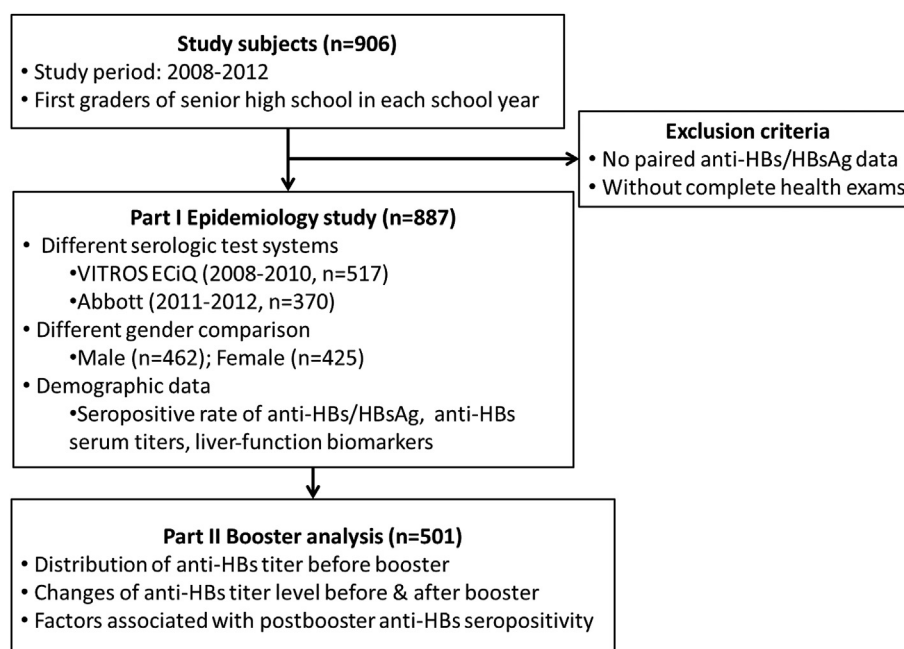 Study subjects (n=906)
• Study period: 2008-2012
• First graders of senior high school in each school year
Exclusion criteria
• No paired anti-HBs/HBsAg data
• Without complete health exams
Part I Epidemiology study (n=887)
• Different serologic test systems
•VITROS ECiQ (2008-2010, n=517)
•Abbott (2011-2012, n=370)
• Different gender comparison
•Male (n=462); Female (n=425)
• Demographic data
•Seropositive rate of anti-HBs/HBsAg, anti-HBs
serum titers, liver-function biomarkers
Part II Booster analysis (n=501)
• Distribution of anti-HBs titer before booster
• Changes of anti-HBs titer level before & after booster
• Factors associated with postbooster anti-HBs seropositivity